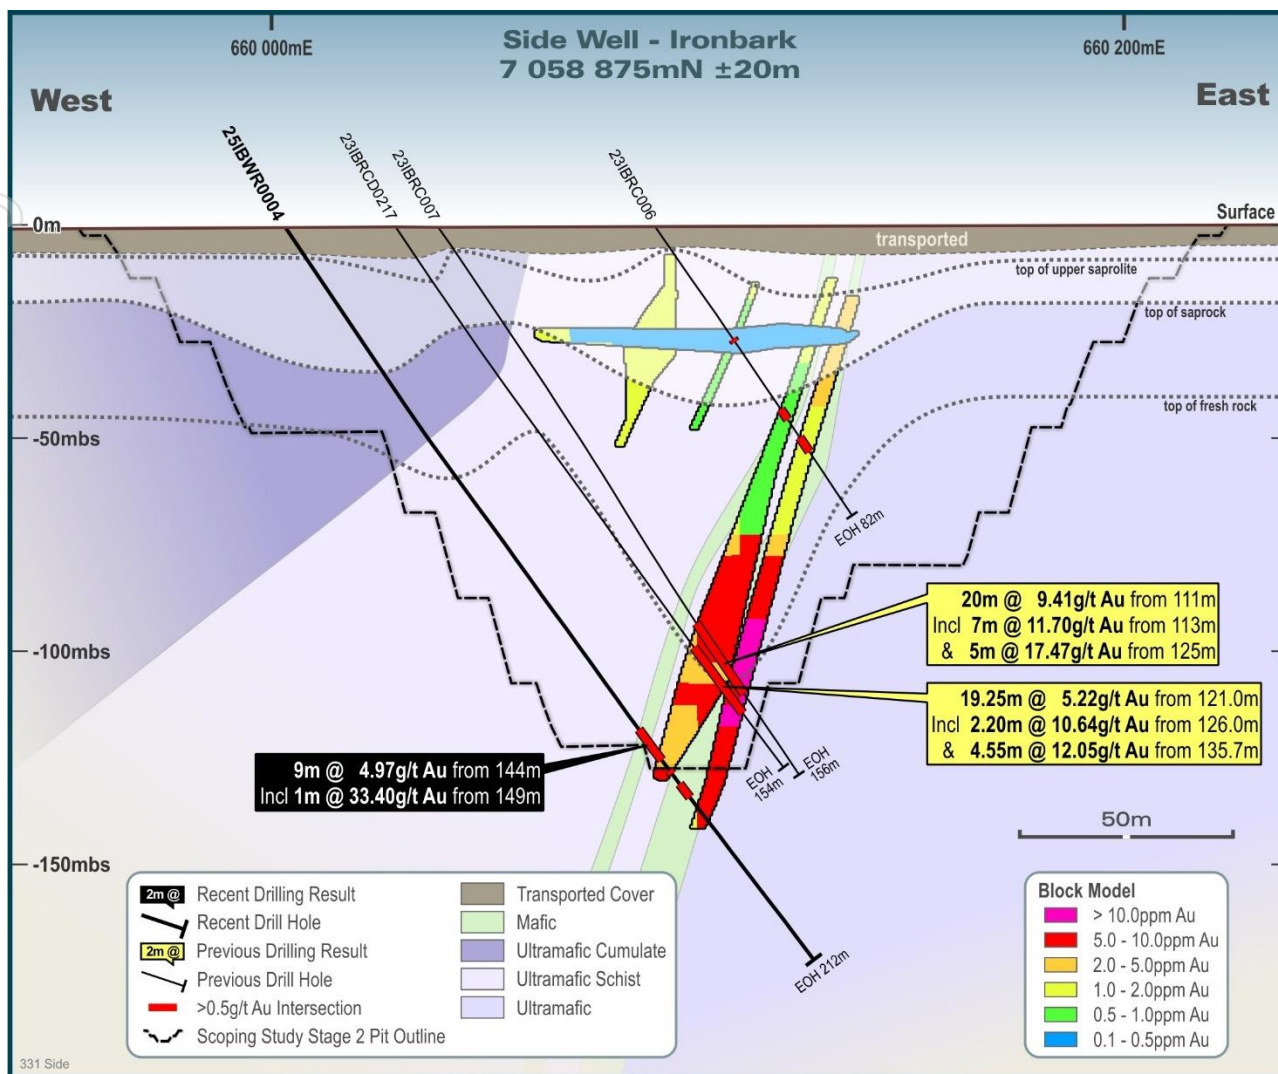 660 000mE
Side Well - Ironbark
7 058 875mN ±20m
660 200mE
West
East
25IBWR0004
23IBRCD0217
23IBRC007
23IBRC006
0m
Surface
transported
top of upper saprolite
top of saprock
top of fresh rock
-50mbs
EOH 82m
-100mbs
20m @ 9.41g/t Au from 111m
Incl 7m @ 11.70g/t Au from 113m
& 5m @ 17.47g/t Au from 125m
19.25m @ 5.22g/t Au from 121.0m
Incl 2.20m @ 10.64g/t Au from 126.0m
& 4.55m @ 12.05g/t Au from 135.7m
9m @ 4.97g/t Au from 144m
Incl 1m @ 33.40g/t Au from 149m
EOH
154m
EOH
156m
50m
-150mbs
EOH 212m
2m @ Recent Drilling Result
Recent Drill Hole
2m @ Previous Drilling Result
Previous Drill Hole
>0.5g/t Au Intersection
Scoping Study Stage 2 Pit Outline
Transported Cover
Mafic
Ultramafic Cumulate
Ultramafic Schist
Ultramafic
Block Model
> 10.0ppm Au
5.0 - 10.0ppm Au
2.0 - 5.0ppm Au
1.0 - 2.0ppm Au
0.5 - 1.0ppm Au
0.1 - 0.5ppm Au
331 Side